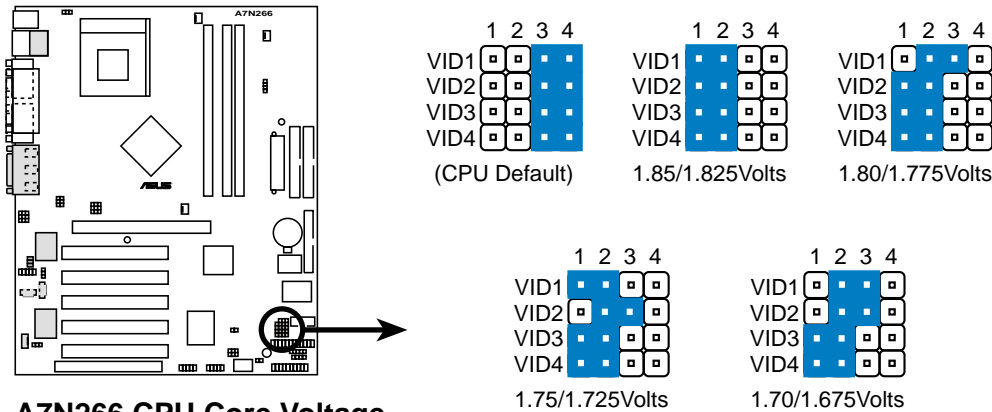 A7N266
ASUS
1 2 3 4
VID1
VID2
VID3
VID4
(CPU Default)
1 2 3 4
VID1
VID2
VID3
VID4
1.85/1.825Volts
1 2 3 4
VID1
VID2
VID3
VID4
1.80/1.775Volts
1 2 3 4
VID1
VID2
VID3
VID4
1.75/1.725Volts
1 2 3 4
VID1
VID2
VID3
VID4
1.70/1.675Volts
A7N266 CPU Core Voltage